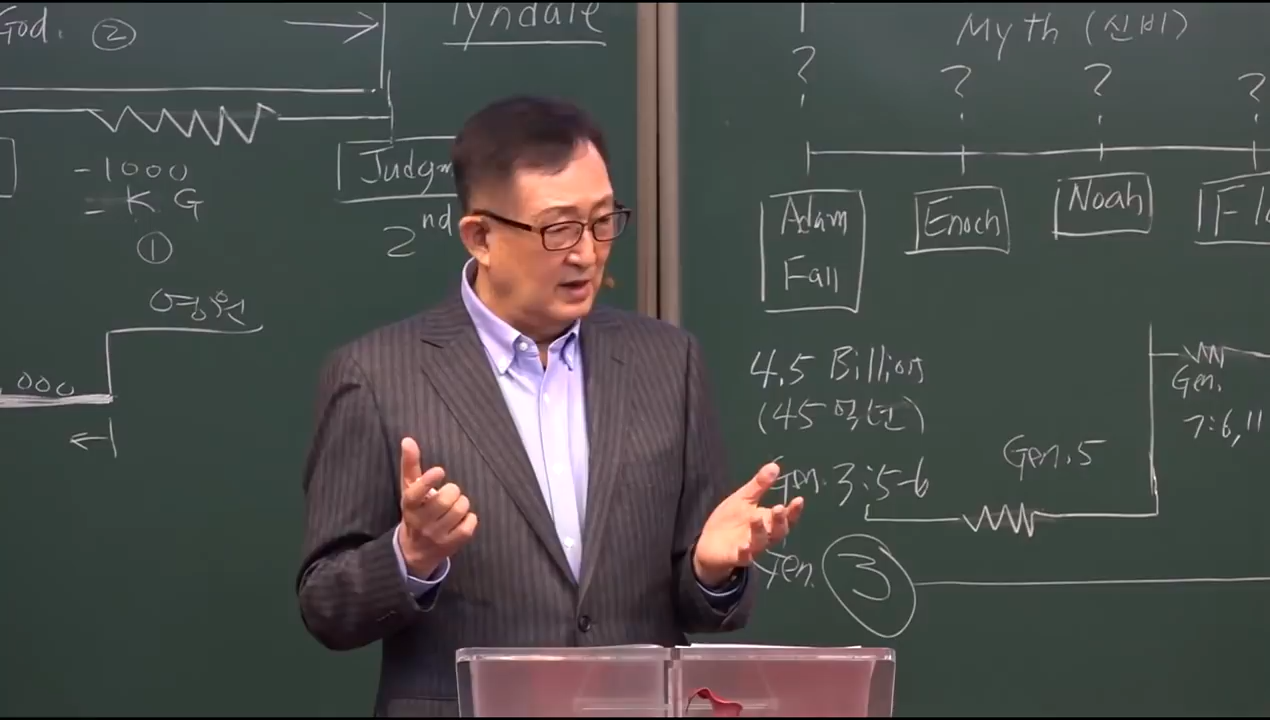 God. ②
Tyndale
-1000
= K G
①
Judgm
2nd
영원
,000
Myth (신비)
?
?
?
?
Adam
Fall
Enoch
Noah
Flo
4.5 Billion
(45억년)
Gen. 3:5-6
Gen. 5
Gen.
7:6,11
Gen. ③